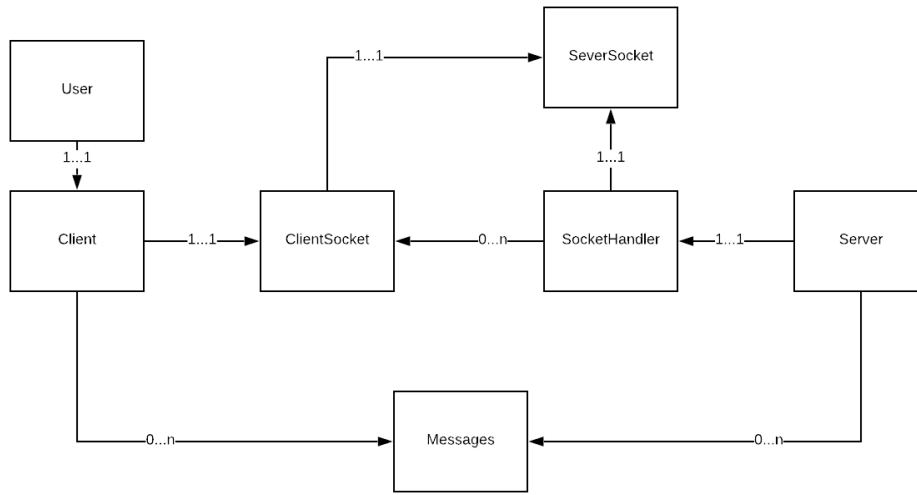 SeverSocket
1...1
User
1...1
1...1
Client
1...1
ClientSocket
0...n
SocketHandler
1...1
Server
0...n
Messages
0...n